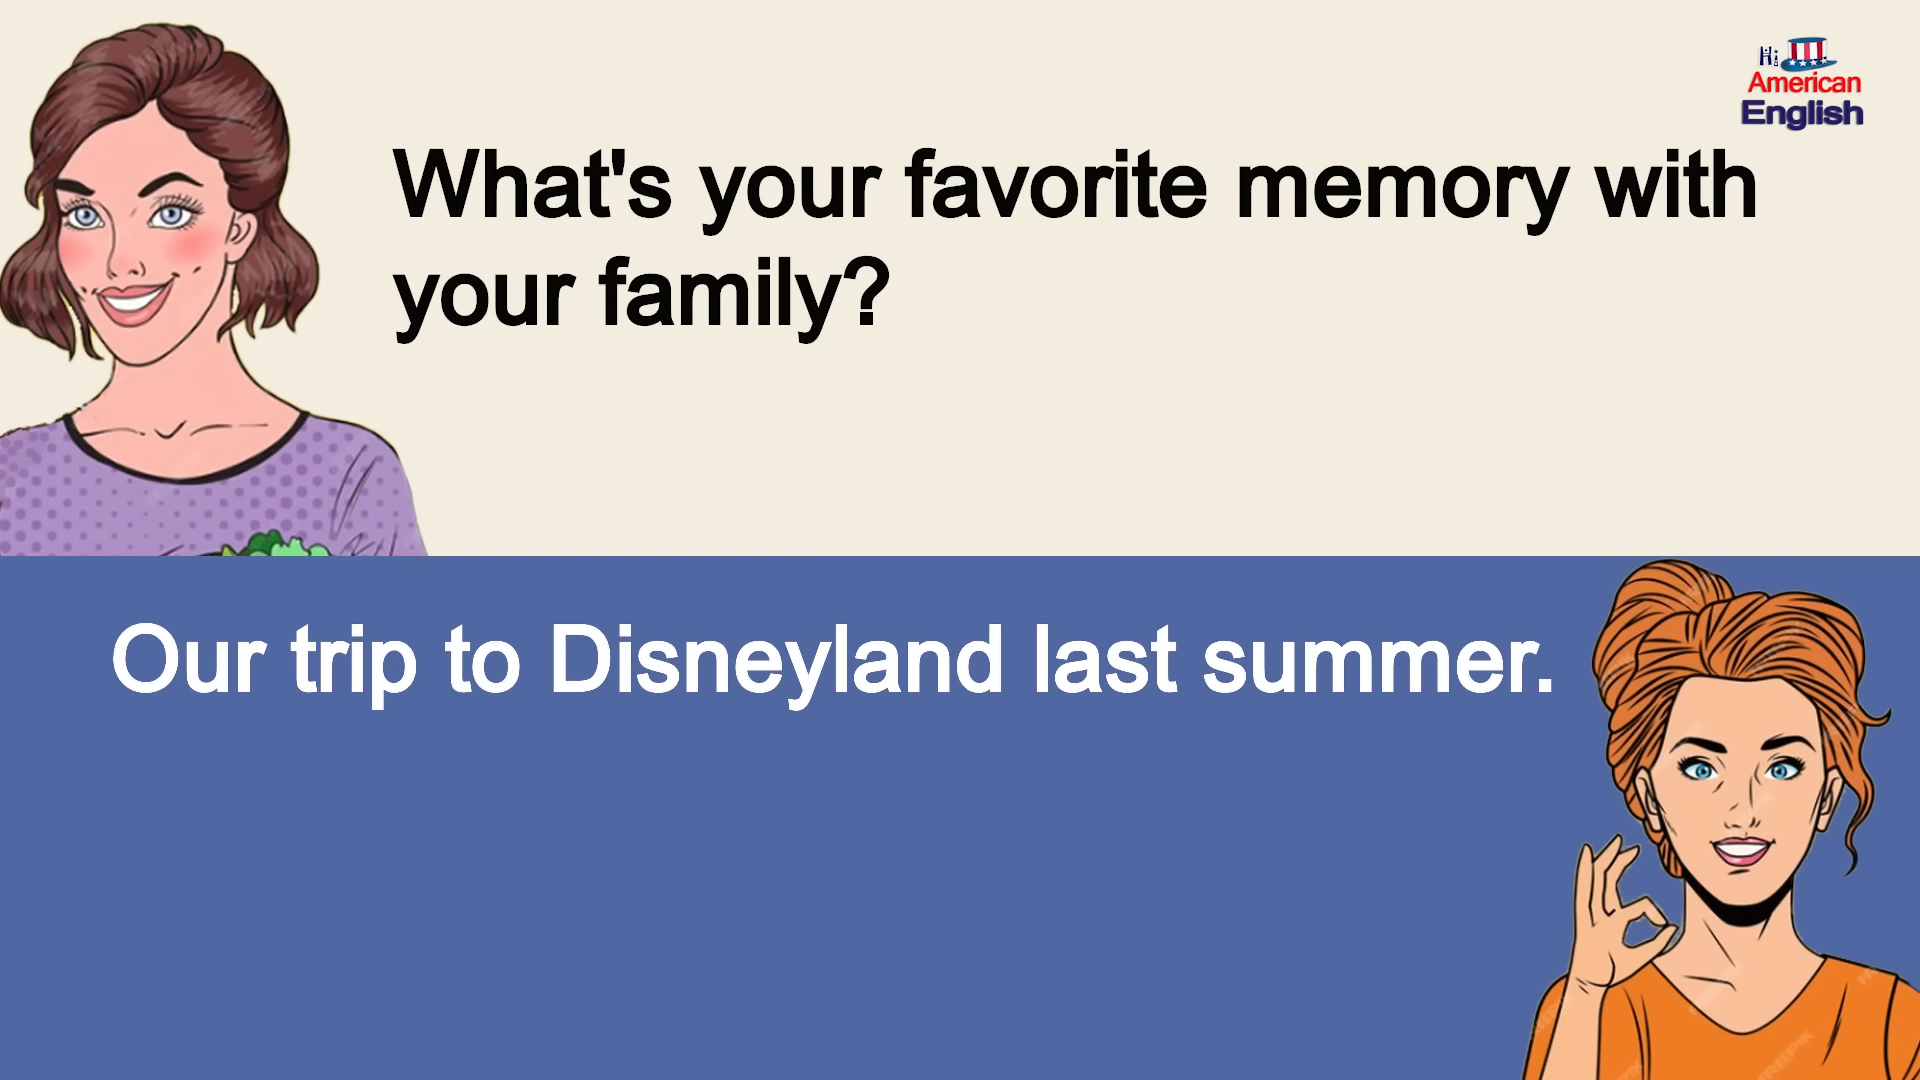 Hi
American
English
What's your favorite memory with
your family?
Our trip to Disneyland last summer.